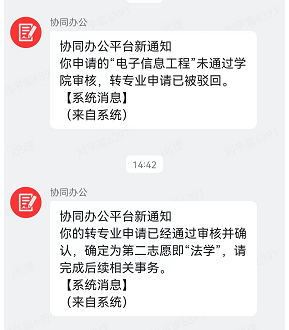 协同办公
协同办公平台新通知
你申请的“电子信息工程”未通过学
院审核，转专业申请已被驳回。
【系统消息】
（来自系统）
14:42
协同办公
协同办公平台新通知
你的转专业申请已经通过审核并确
认，确定为第二志愿即“法学”，请
完成后续相关事务。
【系统消息】
（来自系统）